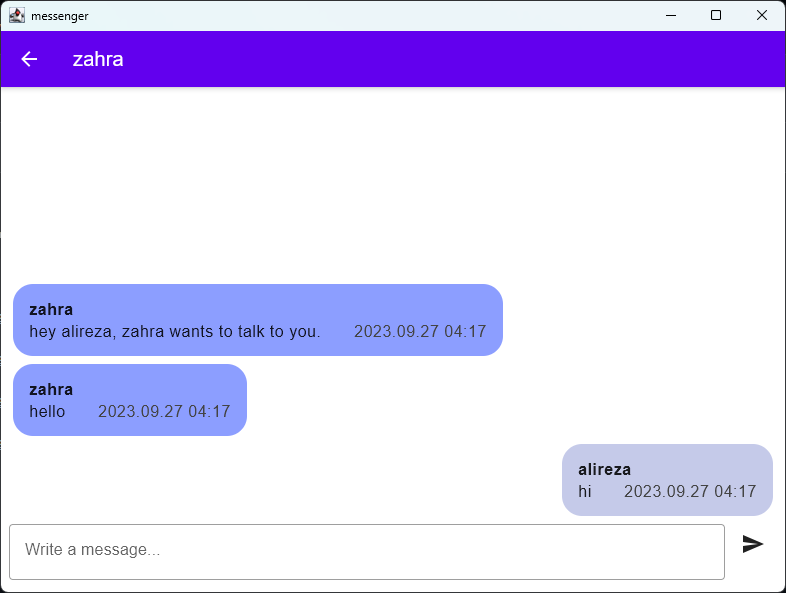 messenger
zahra
zahra
hey alireza, zahra wants to talk to you. 2023.09.27 04:17
zahra
hello 2023.09.27 04:17
alireza
hi 2023.09.27 04:17
Write a message...